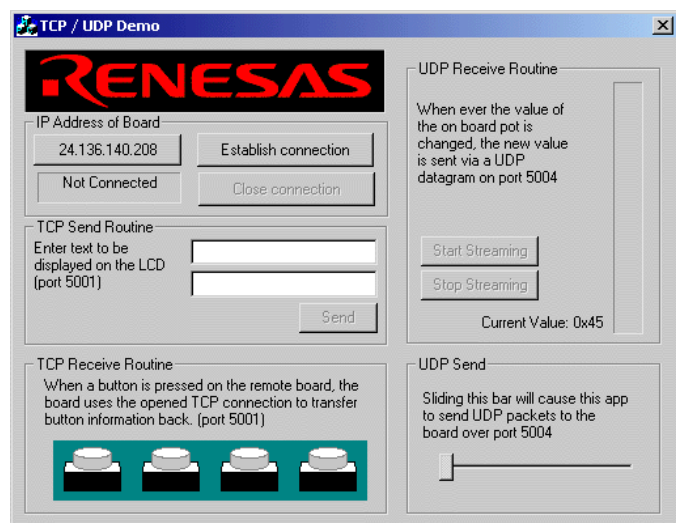 TCP / UDP Demo
RENESAS
IP Address of Board
24.136.140.208
Establish connection
Not Connected
Close connection
TCP Send Routine
Enter text to be
displayed on the LCD
(port 5001)
Send
TCP Receive Routine
When a button is pressed on the remote board, the
board uses the opened TCP connection to transfer
button information back. (port 5001)
UDP Receive Routine
When ever the value of
the on board pot is
changed, the new value
is sent via a UDP
datagram on port 5004
Start Streaming
Stop Streaming
Current Value: 0x45
UDP Send
Sliding this bar will cause this app
to send UDP packets to the
board over port 5004